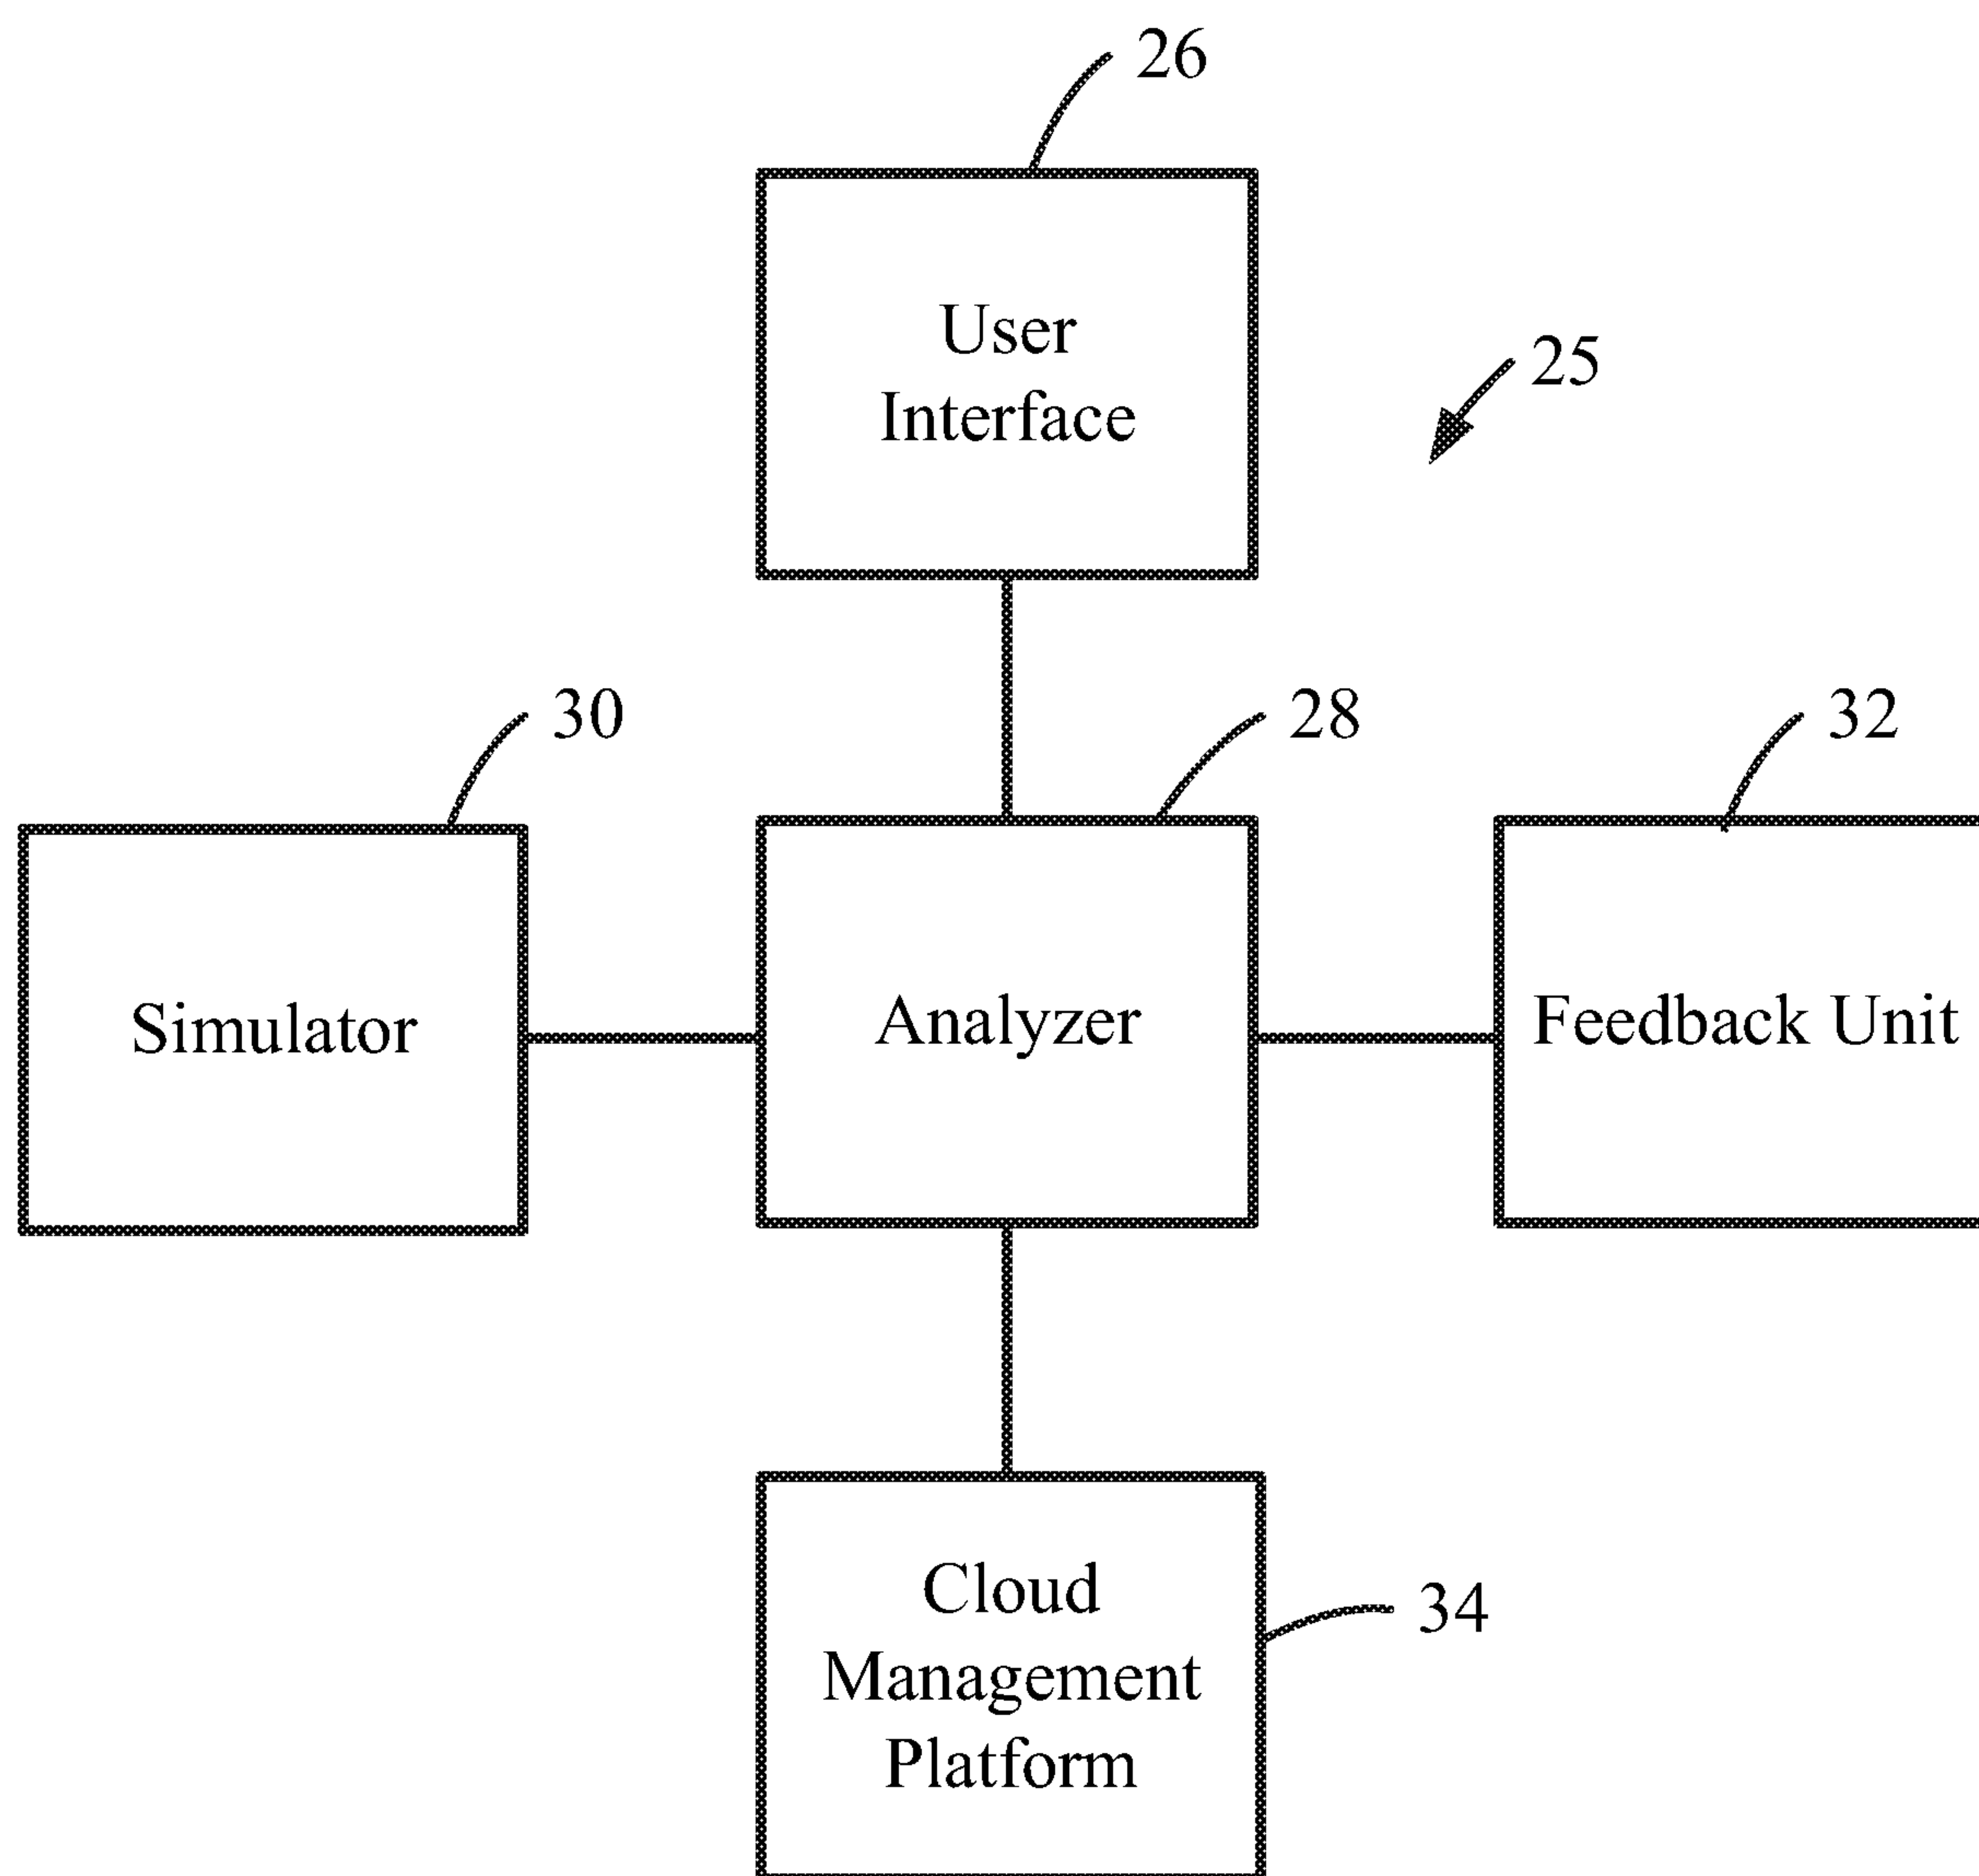 26
User
Interface
25
30
28
32
Simulator
Analyzer
Feedback Unit
Cloud
Management
Platform
34